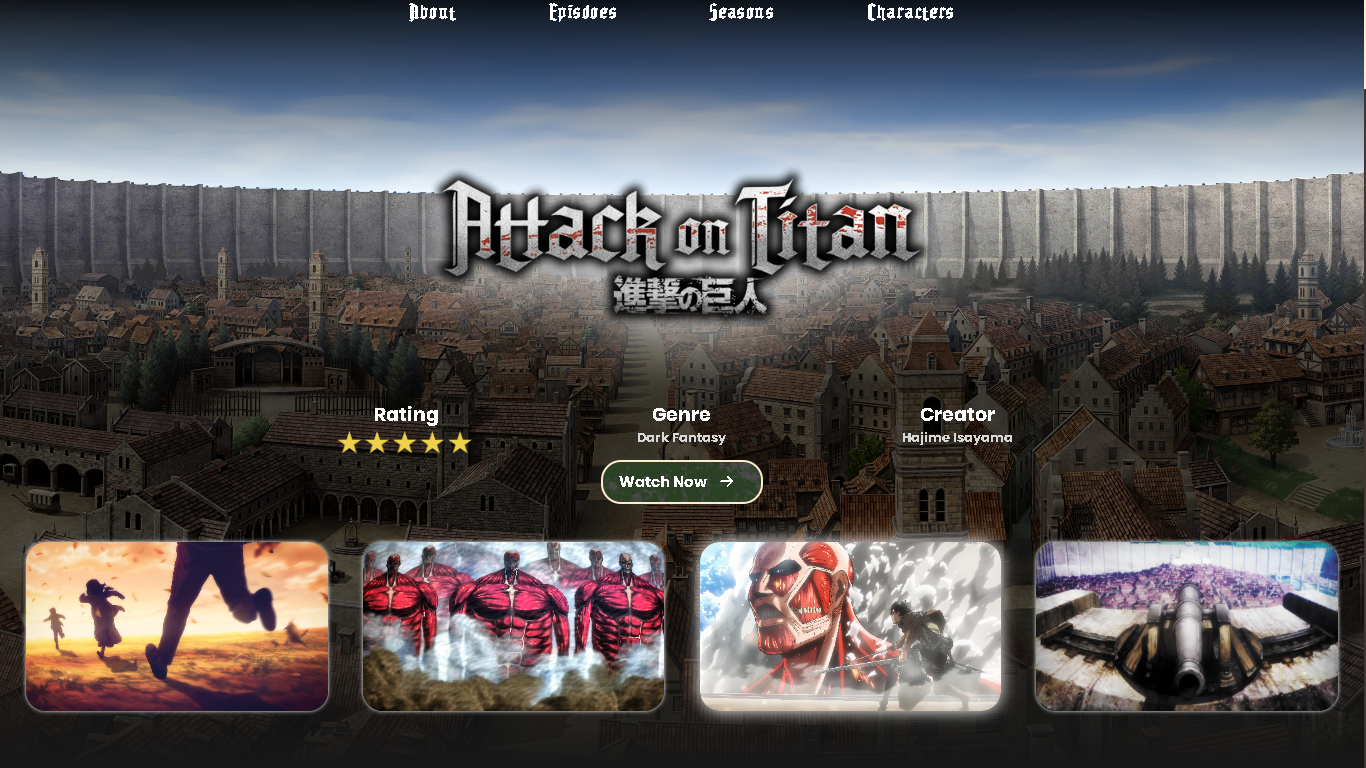 About Episdoes Seasons Characters
Attack on Titan
進撃の巨人
Rating Genre Creator
Dark Fantasy Hajime Isayama
Watch Now